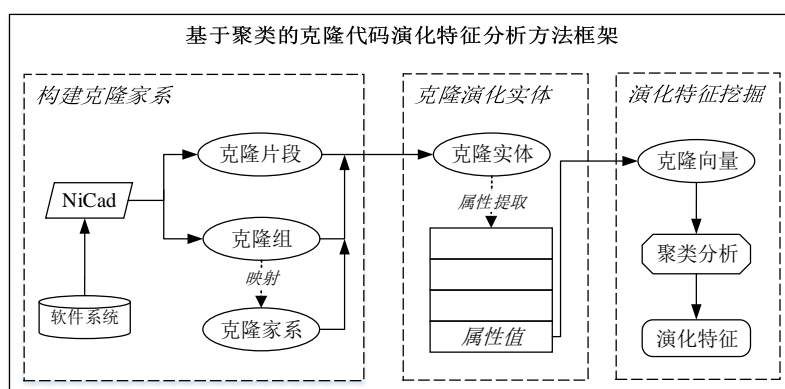 基于聚类的克隆代码演化特征分析方法框架
构建克隆家系
克隆片段
NiCad
克隆组
映射
软件系统
克隆家系
克隆演化实体
克隆实体
属性提取
属性值
演化特征挖掘
克隆向量
聚类分析
演化特征